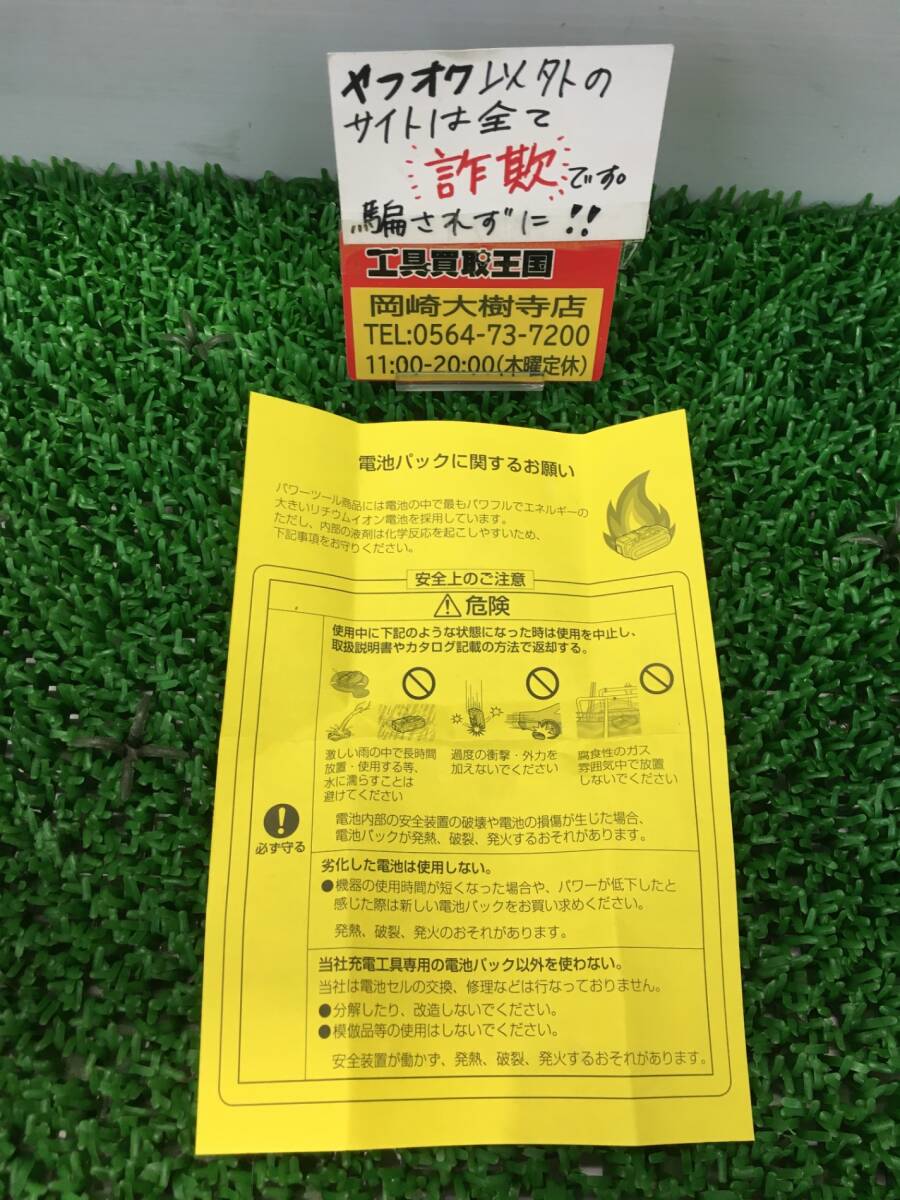 ヤフオク以外の
サイトは全て
詐欺です。
騙されずに!!
工具買取王国
岡崎大樹寺店
TEL:0564-73-7200
11:00-20:00(木曜定休)
電池パックに関するお願い
パワーツール商品には電池の中で最もパワフルでエネルギーの
大きいリチウムイオン電池を採用しています。
ただし、内部の液剤は化学反応を起こしやすいため、
下記事項をお守りください。
安全上のご注意
危険
使用中に下記のような状態になった時は使用を中止し、
取扱説明書やカタログ記載の方法で返却する。
激しい雨の中で長時間
放置・使用する等、
水に濡らすことは
避けてください
過度の衝撃・外力を
加えないでください
腐食性のガス
雰囲気中で放置
しないでください
電池内部の安全装置の破壊や電池の損傷が生じた場合、
電池パックが発熱、破裂、発火するおそれがあります。
必ず守る
劣化した電池は使用しない。
●機器の使用時間が短くなった場合や、パワーが低下したと
感じた際は新しい電池パックをお買い求めください。
発熱、破裂、発火のおそれがあります。
当社充電工具専用の電池パック以外を使わない。
当社は電池セルの交換、修理などは行なっておりません。
●分解したり、改造しないでください。
●模倣品等の使用はしないでください。
安全装置が働かず、発熱、破裂、発火するおそれがあります。